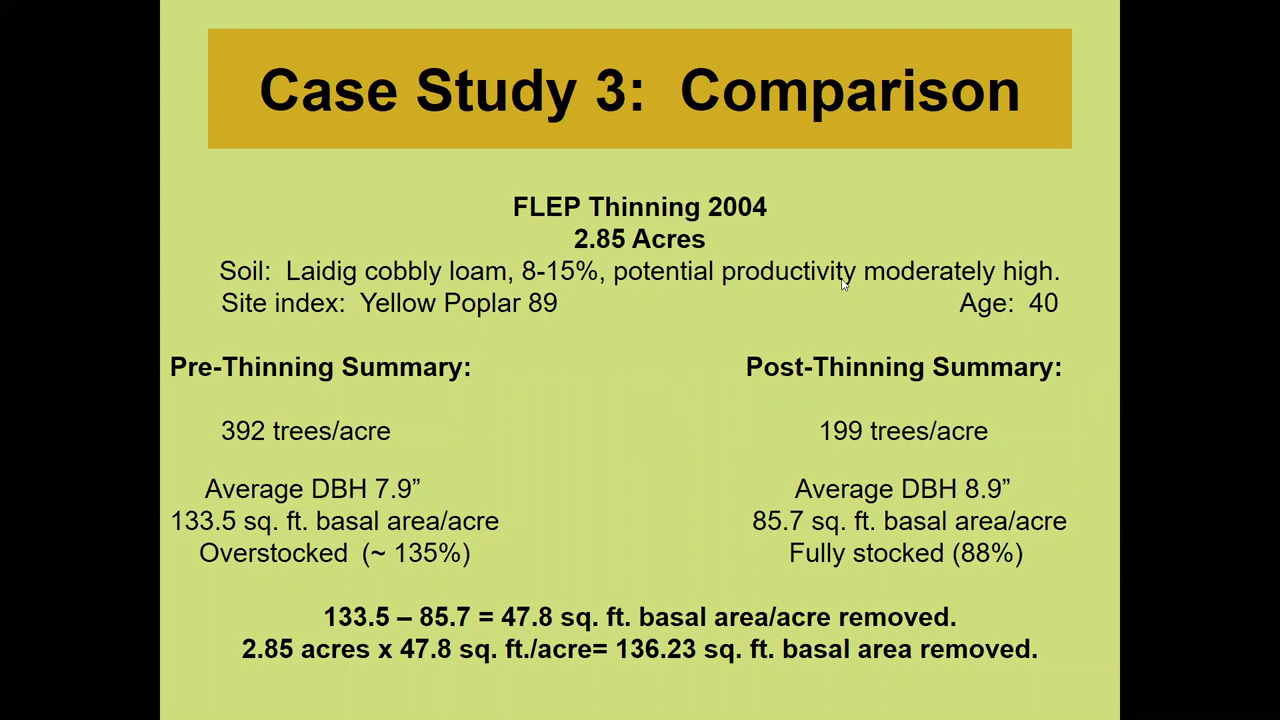 Case Study 3:  Comparison
FLEP Thinning 2004
2.85 Acres
Soil:  Laidig cobbly loam, 8-15%, potential productivity moderately high.
Site index:  Yellow Poplar 89 Age:  40
Pre-Thinning Summary: Post-Thinning Summary:
392 trees/acre 199 trees/acre
Average DBH 7.9” Average DBH 8.9”
133.5 sq. ft. basal area/acre 85.7 sq. ft. basal area/acre
Overstocked  (~ 135%) Fully stocked (88%)
133.5 – 85.7 = 47.8 sq. ft. basal area/acre removed.
2.85 acres x 47.8 sq. ft./acre= 136.23 sq. ft. basal area removed.